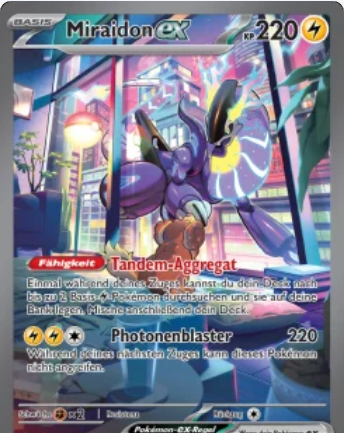 BASIS
Miraidon ex
KP 220
Fähigkeit Tandem-Aggregat
Einmal während deines Zuges kannst du dein Deck nach
bis zu 2 Basis- -Pokémon durchsuchen und sie auf deine
Bank legen. Mische anschließend dein Deck.
Photonenblaster 220
Während deines nächsten Zuges kann dieses Pokémon
nicht angreifen.
Schwäche ×2 Resistenz Rückzug
Pokémon-ex-Regel